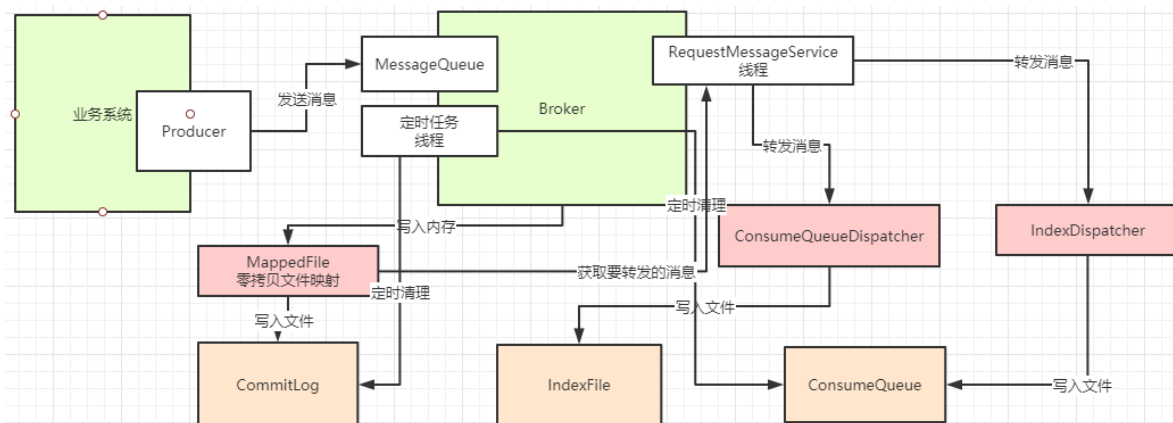 业务系统
Producer
发送消息
MessageQueue
定时任务
线程
Broker
RequestMessageService
线程
转发消息
转发消息
写入内存
定时清理
ConsumeQueueDispatcher
IndexDispatcher
MappedFile
零拷贝文件映射
获取要转发的消息
定时清理
写入文件
写入文件
写入文件
CommitLog
IndexFile
ConsumeQueue